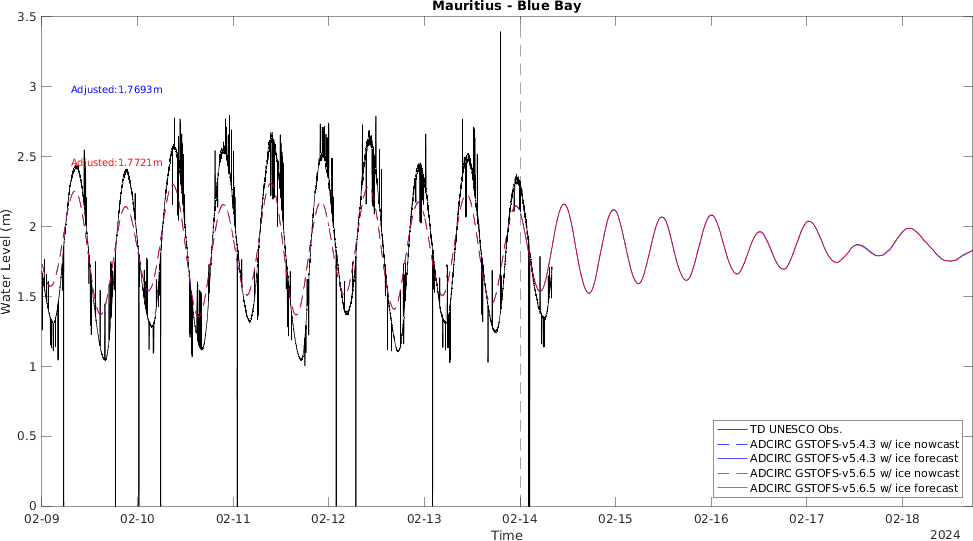 Mauritius - Blue Bay
3.5
3
2.5
2
1.5
1
0.5
0
Water Level (m)
Adjusted:1.7693m
Adjusted:1.7721m
TD UNESCO Obs.
ADCIRC GSTOFS-v5.4.3 w/ ice nowcast
ADCIRC GSTOFS-v5.4.3 w/ ice forecast
ADCIRC GSTOFS-v5.6.5 w/ ice nowcast
ADCIRC GSTOFS-v5.6.5 w/ ice forecast
02-09 02-10 02-11 02-12 02-13 02-14 02-15 02-16 02-17 02-18
Time
2024